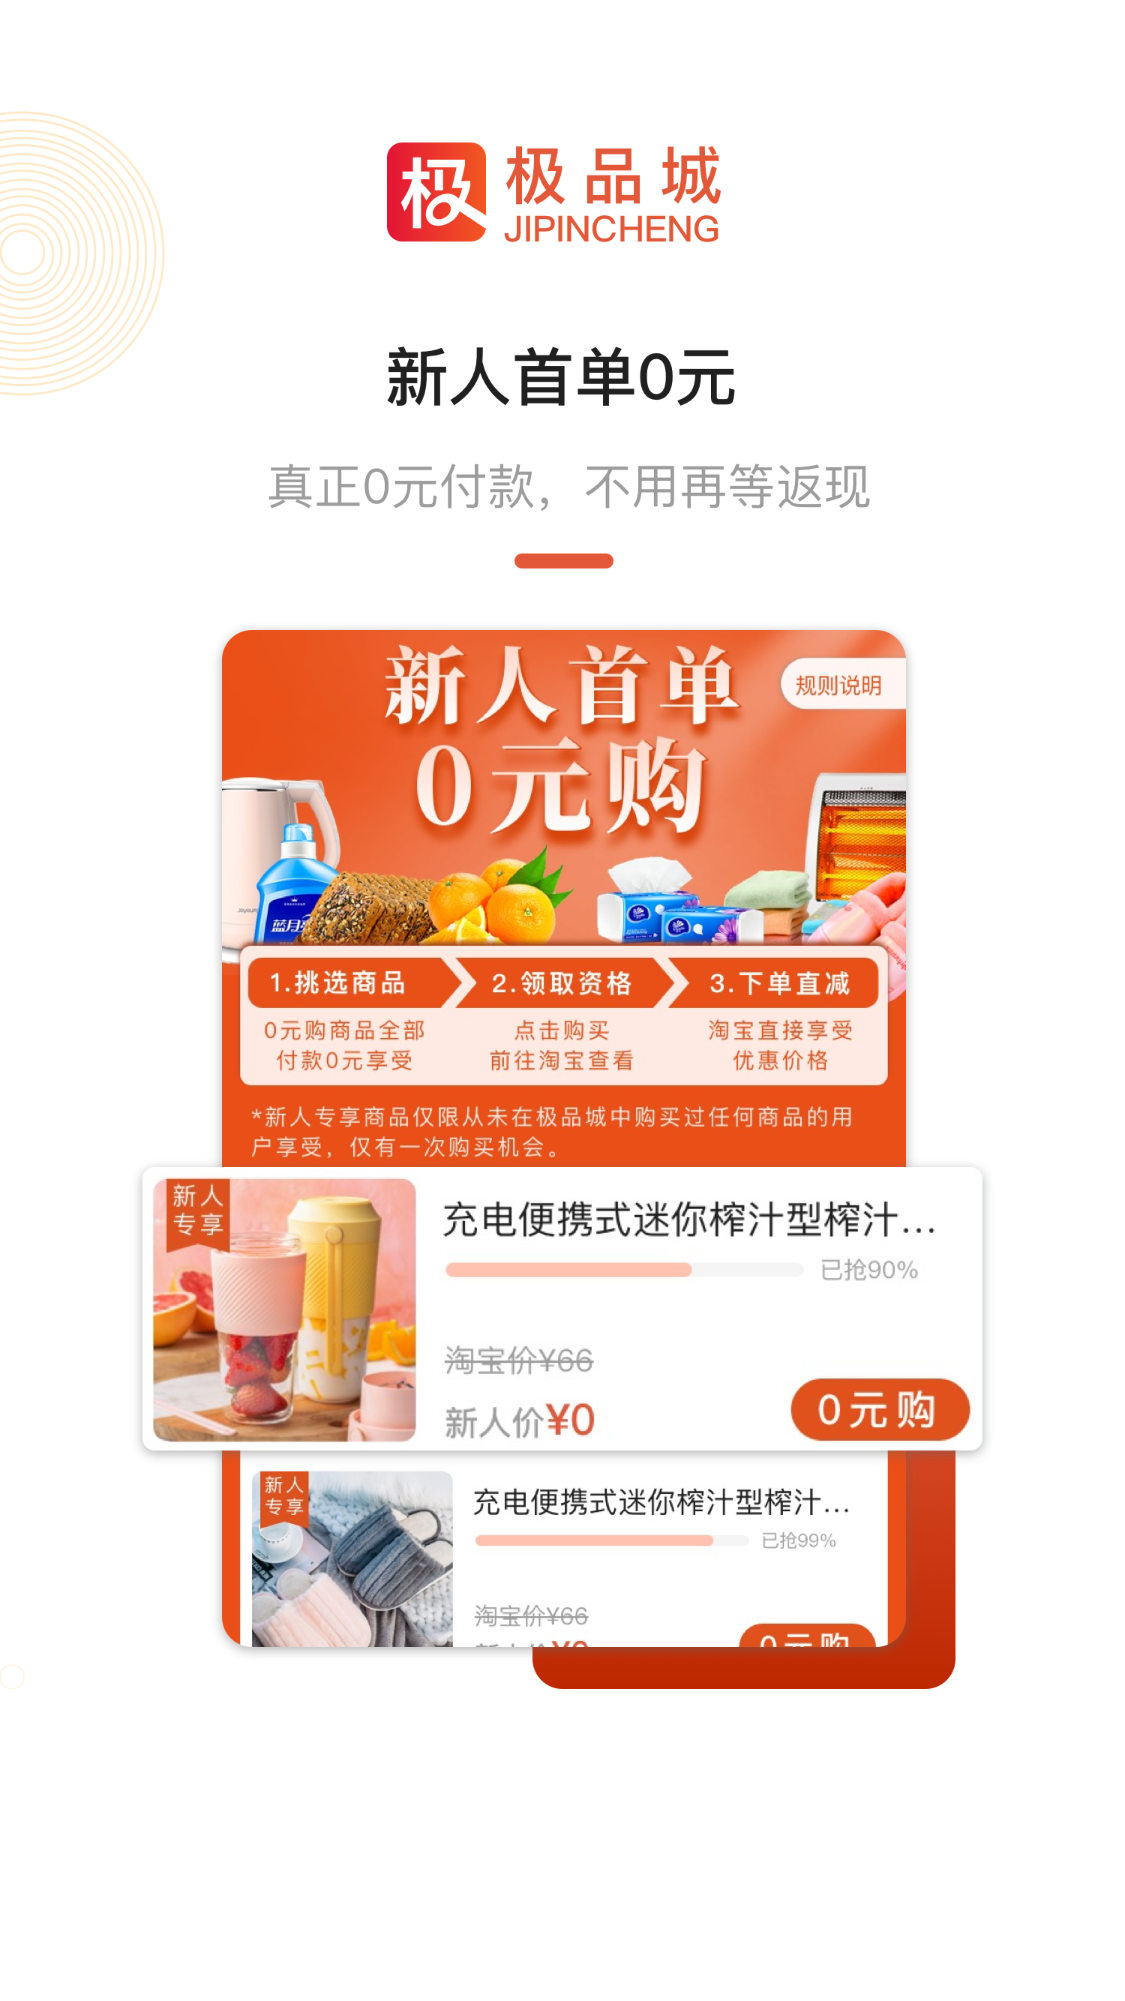 极
极品城
JIPINCHENG
新人首单0元
真正0元付款，不用再等返现
新人首单
规则说明
0元购
1.挑选商品
2.领取资格
3.下单直减
0元购商品全部
付款0元享受
点击购买
前往淘宝查看
淘宝直接享受
优惠价格
*新人专享商品仅限从未在极品城中购买过任何商品的用
户享受，仅有一次购买机会。
新人
专享
充电便携式迷你榨汁型榨汁...
已抢90%
淘宝价¥66
新人价¥0
0元购
新人
专享
充电便携式迷你榨汁型榨汁...
已抢99%
淘宝价¥66
新人价¥0
0元购